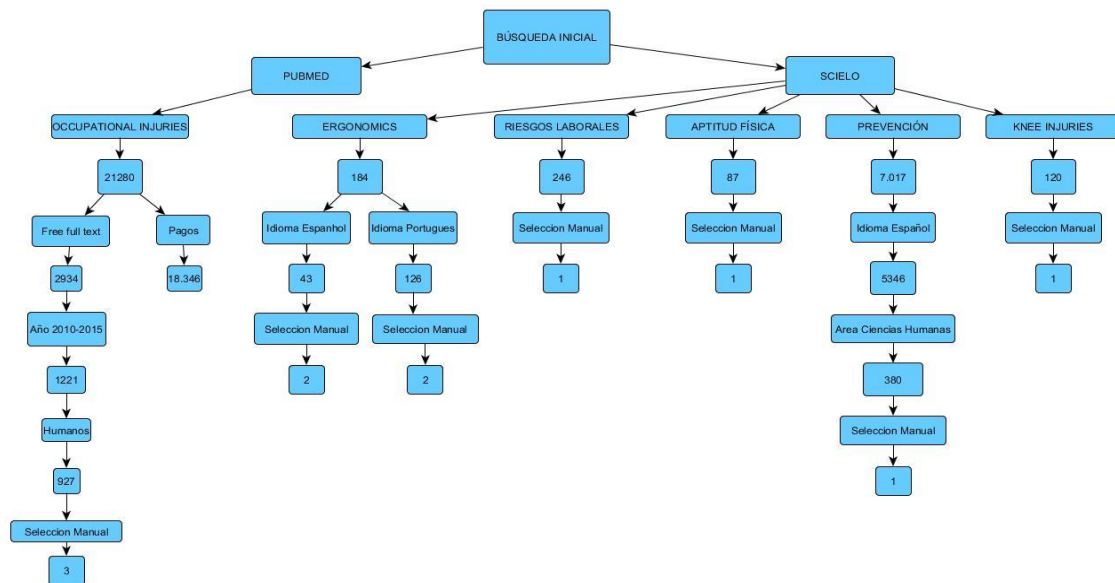 BÚSQUEDA INICIAL
PUBMED
SCIELO
OCCUPATIONAL INJURIES
ERGONOMICS
RIESGOS LABORALES
APTITUD FÍSICA
PREVENCIÓN
KNEE INJURIES
21280
184
246
87
7.017
120
Free full text
Pagos
Idioma Espanhol
Idioma Portugues
Seleccion Manual
Seleccion Manual
Idioma Español
Seleccion Manual
2934
18.346
43
126
1
1
5346
1
Año 2010-2015
Seleccion Manual
Seleccion Manual
Area Ciencias Humanas
1221
2
2
380
Humanos
Seleccion Manual
927
1
Seleccion Manual
3